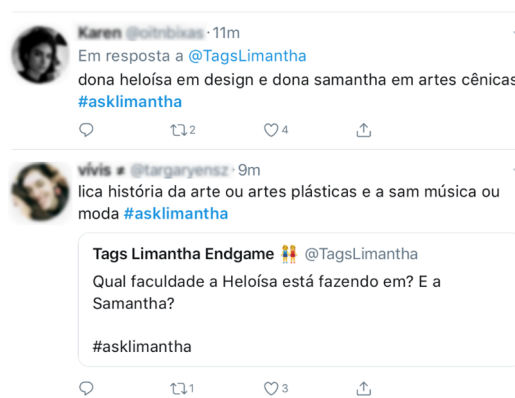 Karen @oitnbixas · 11m
Em resposta a @TagsLimantha
dona heloísa em design e dona samantha em artes cênicas
#asklimantha
2 4
vívis ≠ @targaryensz · 9m
lica história da arte ou artes plásticas e a sam música ou
moda #asklimantha
Tags Limantha Endgame @TagsLimantha
Qual faculdade a Heloísa está fazendo em? E a
Samantha?
#asklimantha
1 3